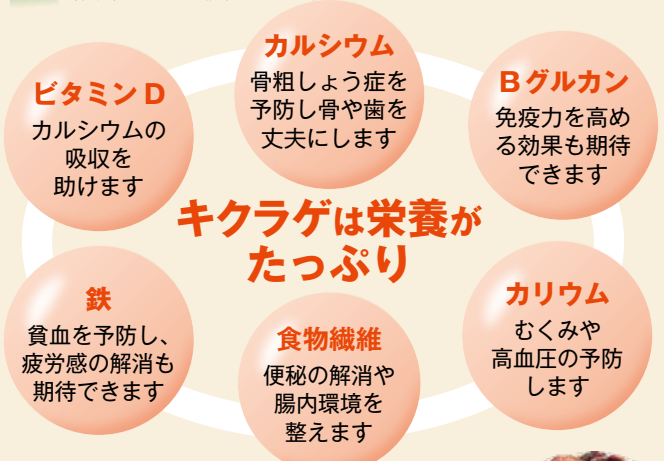 カルシウム
骨粗しょう症を
予防し骨や歯を
丈夫にします
ビタミンD
カルシウムの
吸収を
助けます
Bグルカン
免疫力を高め
る効果も期待
できます
キクラゲは栄養が
たっぷり
鉄
貧血を予防し、
疲労感の解消も
期待できます
食物繊維
便秘の解消や
腸内環境を
整えます
カリウム
むくみや
高血圧の予防
します